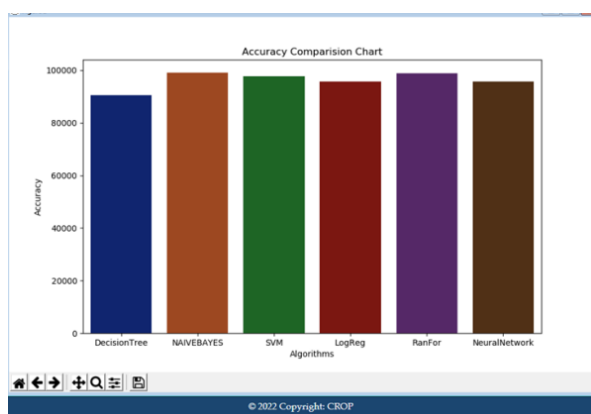 Accuracy Comparision Chart
100000
80000
60000
40000
20000
0
Accuracy
DecisionTree NAIVEBAYES SVM LogReg RanFor NeuralNetwork
Algorithms
© 2022 Copyright: CROP